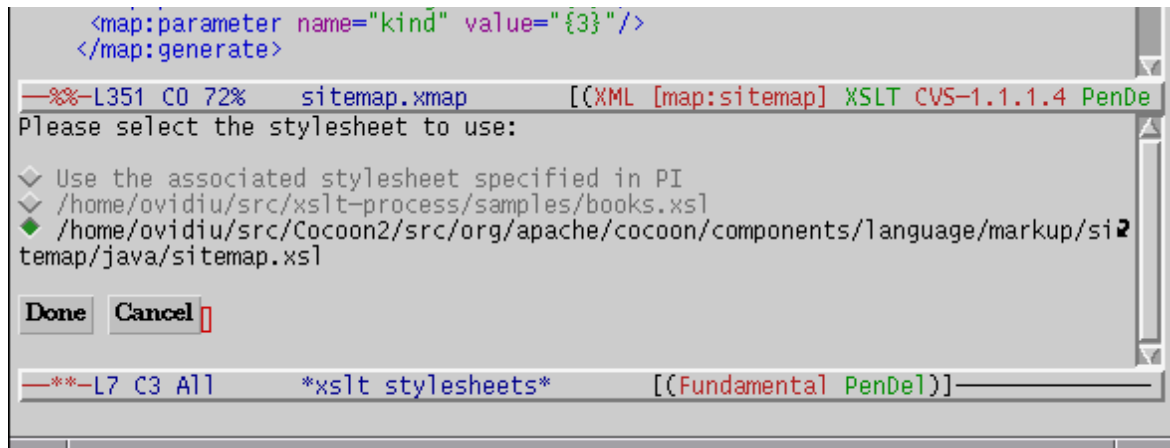 <map:parameter name="kind" value="{3}"/>
</map:generate>
--%%-L351 C0 72% sitemap.xmap [(XML [map:sitemap] XSLT CVS-1.1.1.4 PenDe
Please select the stylesheet to use:
Use the associated stylesheet specified in PI
/home/ovidiu/src/xslt-process/samples/books.xsl
/home/ovidiu/src/Cocoon2/src/org/apache/cocoon/components/language/markup/si
temap/java/sitemap.xsl
Done Cancel
--**-L7 C3 All *xslt stylesheets* [(Fundamental PenDel)]----------